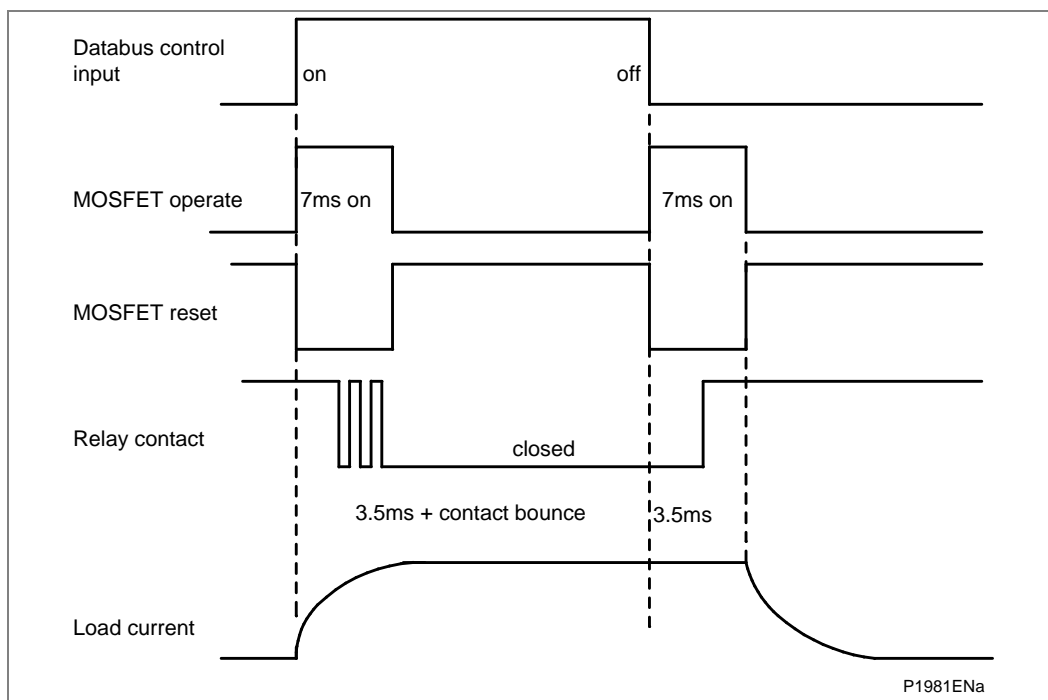 Databus control
input
on
off
MOSFET operate
7ms on
7ms on
MOSFET reset
Relay contact
closed
3.5ms + contact bounce
3.5ms
Load current
P1981ENa